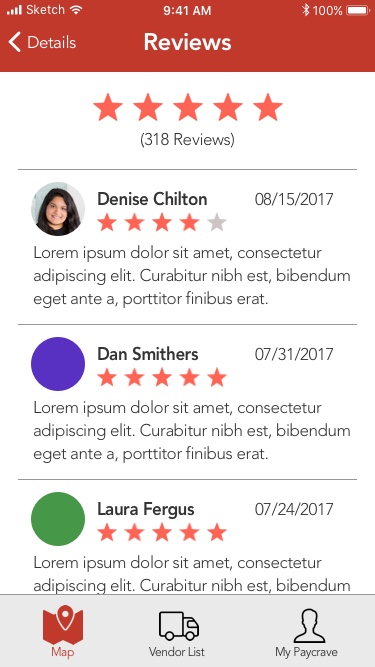 Sketch 9:41 AM 100%
Details Reviews
(318 Reviews)
Denise Chilton 08/15/2017
Lorem ipsum dolor sit amet, consectetur
adipiscing elit. Curabitur nibh est, bibendum
eget ante a, porttitor finibus erat.
Dan Smithers 07/31/2017
Lorem ipsum dolor sit amet, consectetur
adipiscing elit. Curabitur nibh est, bibendum
eget ante a, porttitor finibus erat.
Laura Fergus 07/24/2017
Lorem ipsum dolor sit amet, consectetur
adipiscing elit. Curabitur nibh est, bibendum
Map Vendor List My Paycrave